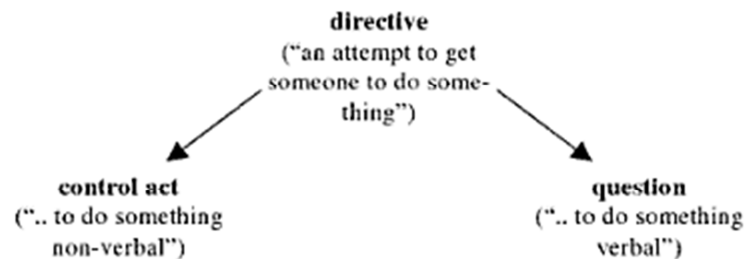 directive
(“an attempt to get
someone to do some-
thing”)
control act
(“.. to do something
non-verbal”)
question
(“.. to do something
verbal”)